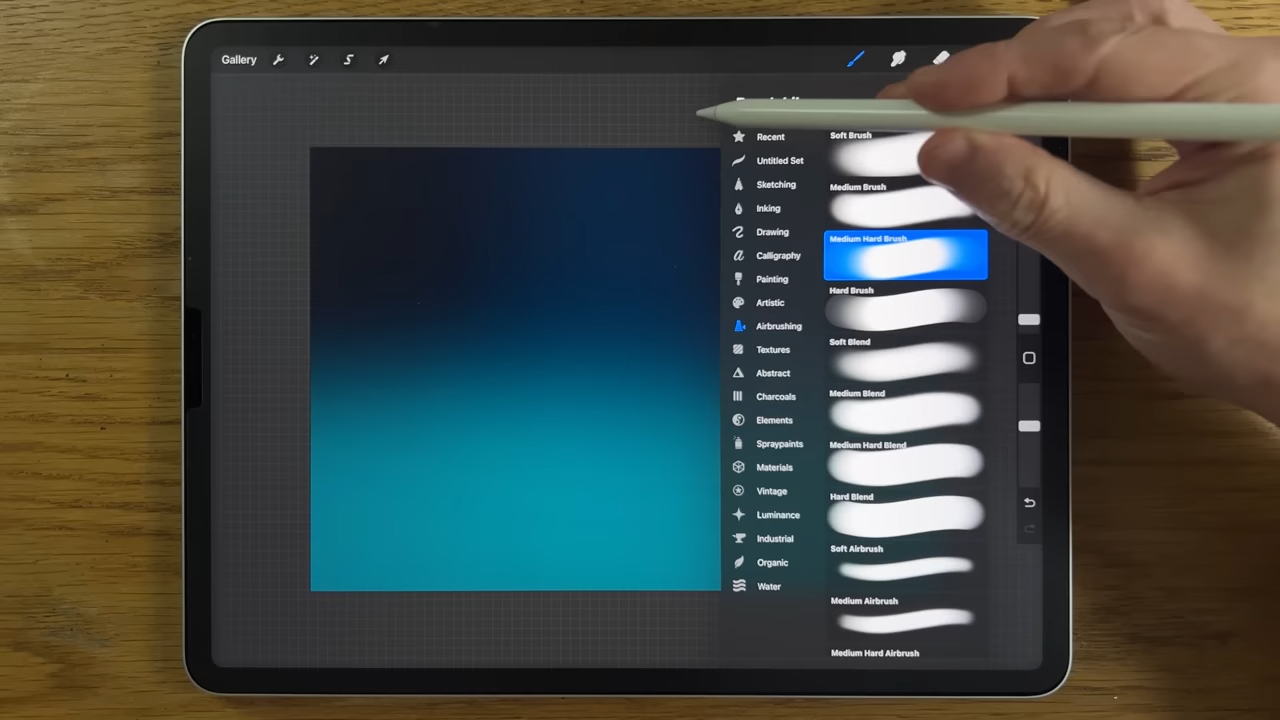 Gallery
Recent
Untitled Set
Sketching
Inking
Drawing
Calligraphy
Painting
Artistic
Airbrushing
Textures
Abstract
Charcoals
Elements
Spraypaints
Materials
Vintage
Luminance
Industrial
Organic
Water
Soft Brush
Medium Brush
Medium Hard Brush
Hard Brush
Soft Blend
Medium Blend
Medium Hard Blend
Hard Blend
Soft Airbrush
Medium Airbrush
Medium Hard Airbrush